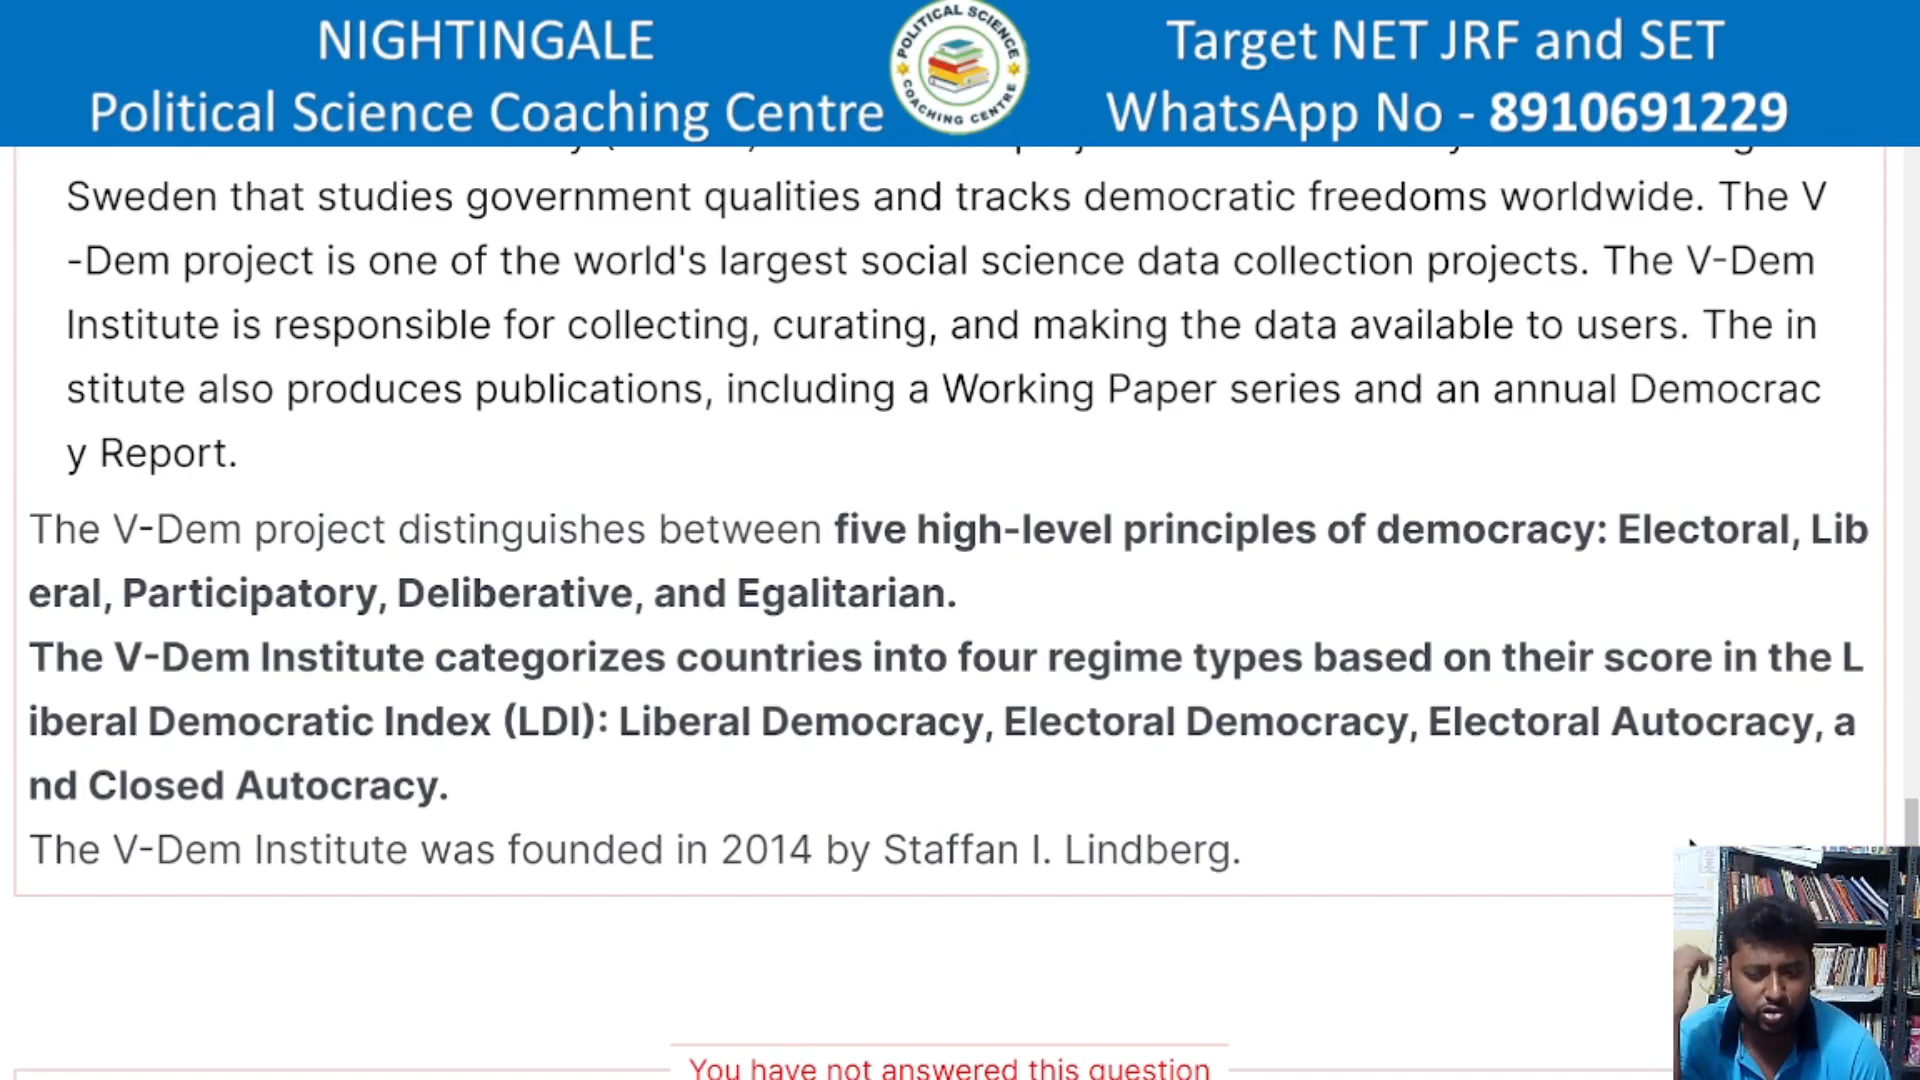 NIGHTINGALE
Political Science Coaching Centre
POLITICAL SCIENCE
COACHING CENTRE
Target NET JRF and SET
WhatsApp No - 8910691229
Sweden that studies government qualities and tracks democratic freedoms worldwide. The V
-Dem project is one of the world's largest social science data collection projects. The V-Dem
Institute is responsible for collecting, curating, and making the data available to users. The in
stitute also produces publications, including a Working Paper series and an annual Democrac
y Report.
The V-Dem project distinguishes between five high-level principles of democracy: Electoral, Lib
eral, Participatory, Deliberative, and Egalitarian.
The V-Dem Institute categorizes countries into four regime types based on their score in the L
iberal Democratic Index (LDI): Liberal Democracy, Electoral Democracy, Electoral Autocracy, a
nd Closed Autocracy.
The V-Dem Institute was founded in 2014 by Staffan I. Lindberg.
You have not answered this question